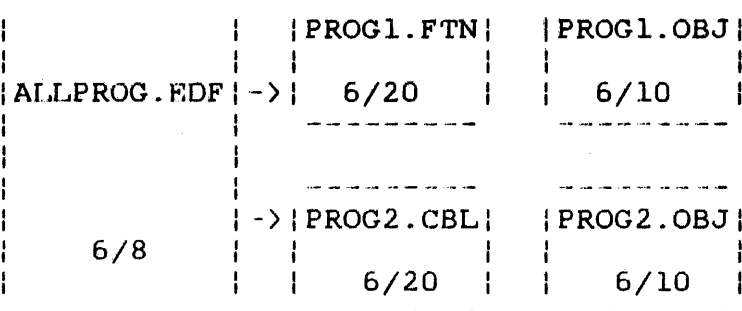 PROG1.FTN PROG1.OBJ
ALLPROG.EDF -> 6/20 6/10
-> PROG2.CBL PROG2.OBJ
6/8
6/20 6/10